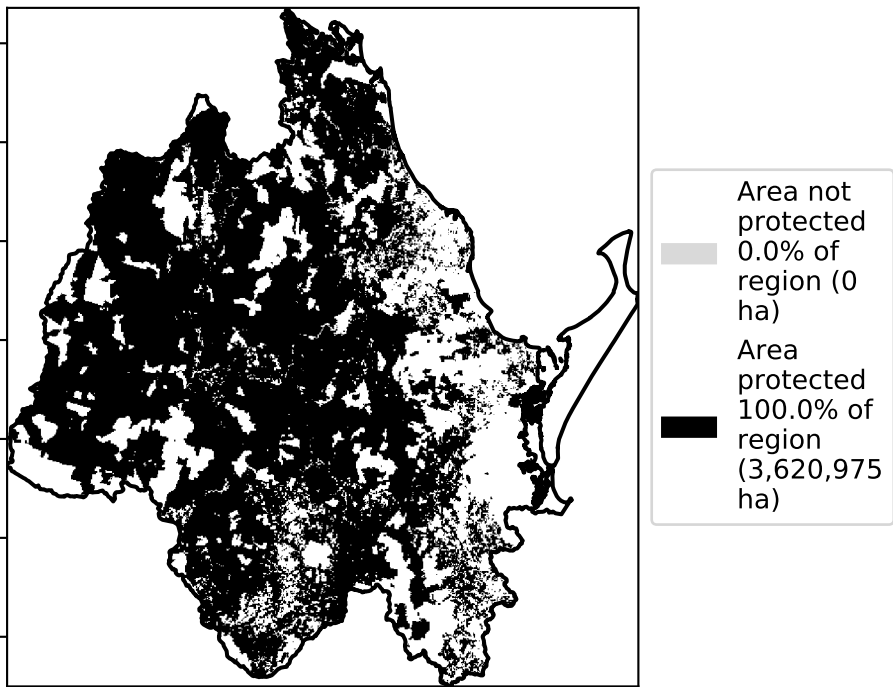 Area not
protected
0.0% of
region (0
ha)
Area
protected
100.0% of
region
(3,620,975
ha)